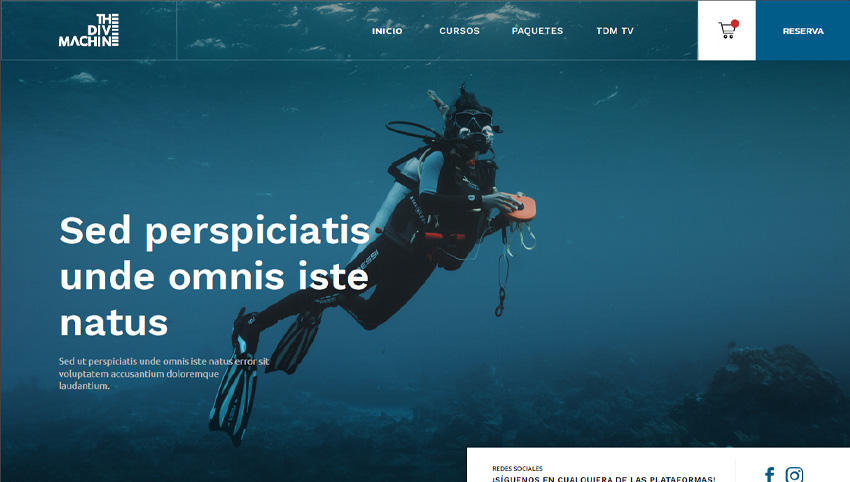 THE
DIVE
MACHINE
INICIO
CURSOS
PAQUETES
TDM TV
RESERVA
Sed perspiciatis
unde omnis iste
natus
Sed ut perspiciatis unde omnis iste natus error sit
voluptatem accusantium doloremque
laudantium.
REDES SOCIALES
¡SÍGUENOS EN CUALQUIERA DE LAS PLATAFORMAS!